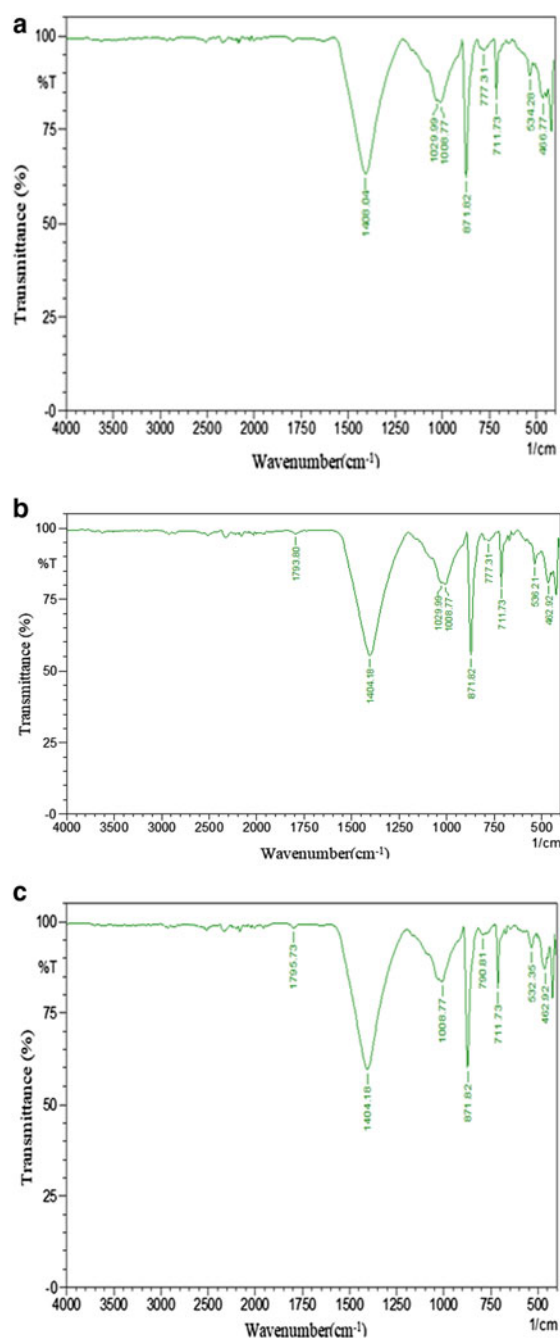 a
100
%T
75
50
25
-0
Transmittance (%)
1408.04
1029.99
1008.77
871.82
777.31
711.73
534.28
466.77
4000 3500 3000 2500 2000 1750 1500 1250 1000 750 500
1/cm
Wavenumber(cm-1)
b
100
%T
75
50
25
-0
Transmittance (%)
1793.80
1404.18
1029.99
1008.77
871.82
777.31
711.73
536.21
462.92
4000 3500 3000 2500 2000 1750 1500 1250 1000 750 500
1/cm
Wavenumber(cm-1)
c
100
%T
75
50
25
-0
Transmittance (%)
1795.73
1404.18
1008.77
871.82
790.81
711.73
532.35
462.92
4000 3500 3000 2500 2000 1750 1500 1250 1000 750 500
1/cm
Wavenumber(cm-1)